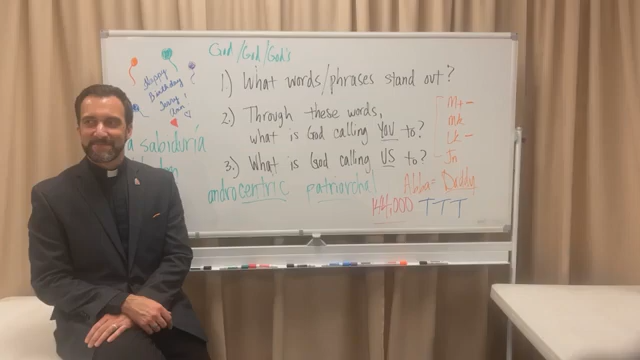 God/God/God's
Happy
Birthday
1.) What words/phrases stand out?
2.) Through these words,
what is God calling YOU to?
3.) What is God calling US to?
a sabiduría
androcentric patriarchal
Mt
Mk
Lk
Jn
Abba = Daddy
144,000 TTT